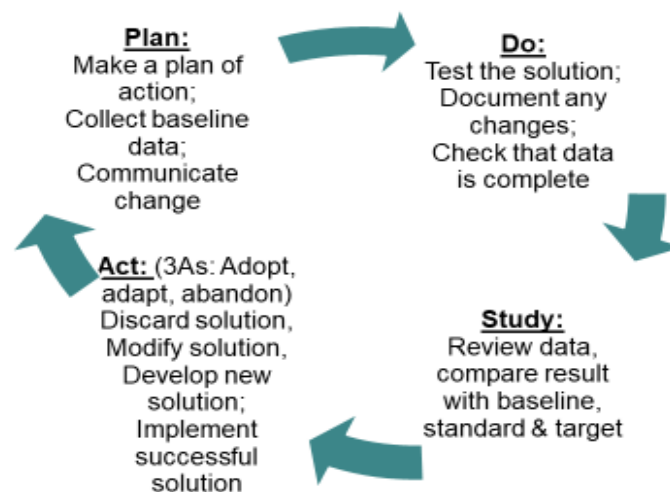 Plan:
Make a plan of
action;
Collect baseline
data;
Communicate
change
Do:
Test the solution;
Document any
changes;
Check that data
is complete
Study:
Review data,
compare result
with baseline,
standard & target
Act: (3As: Adopt,
adapt, abandon)
Discard solution,
Modify solution,
Develop new
solution;
Implement
successful
solution